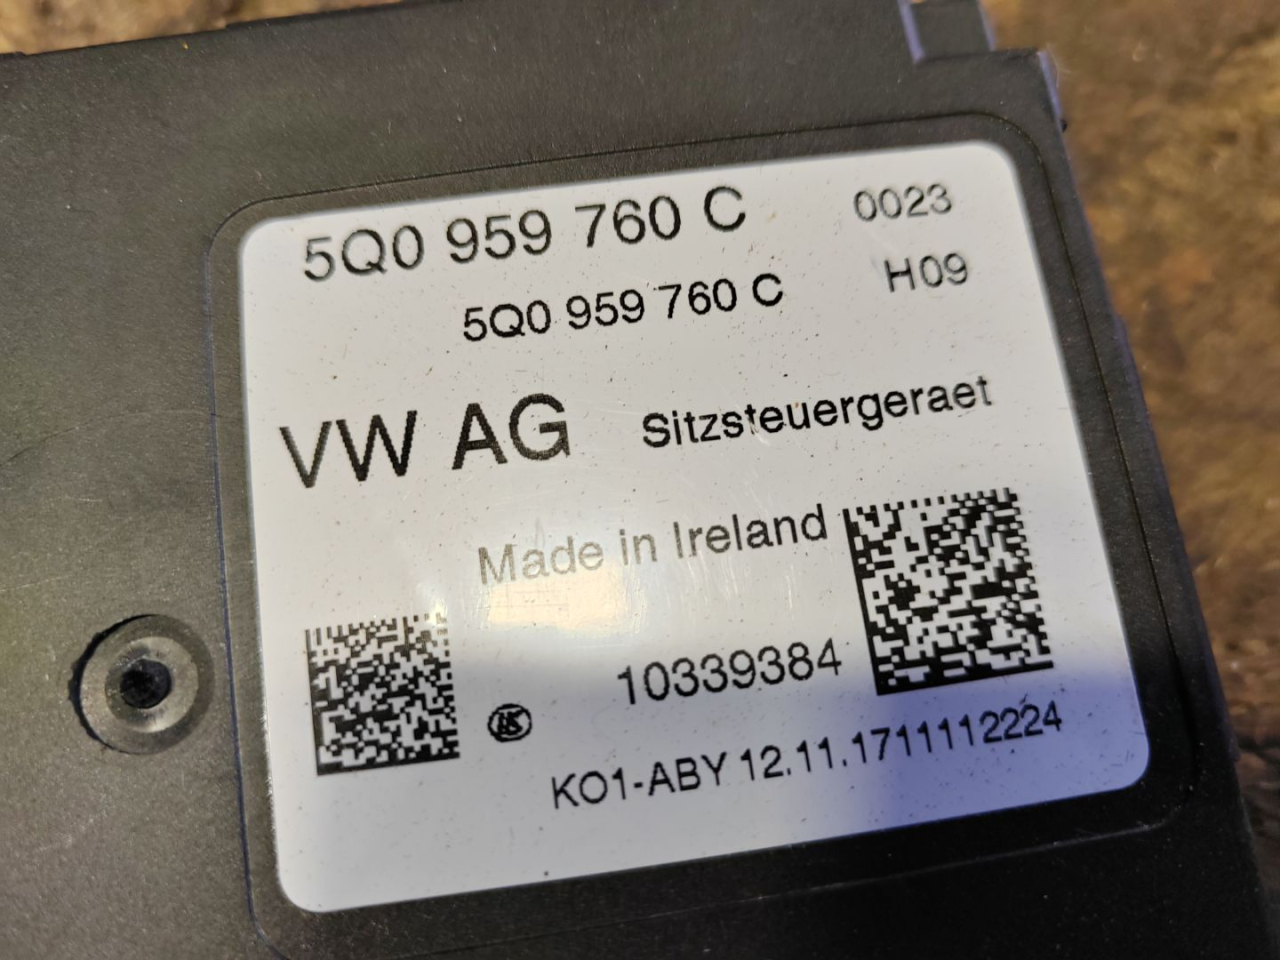 5Q0 959 760 C 0023
5Q0 959 760 C H09
VW AG Sitzsteuergeraet
Made in Ireland
10339384
KO1-ABY 12.11.1711112224